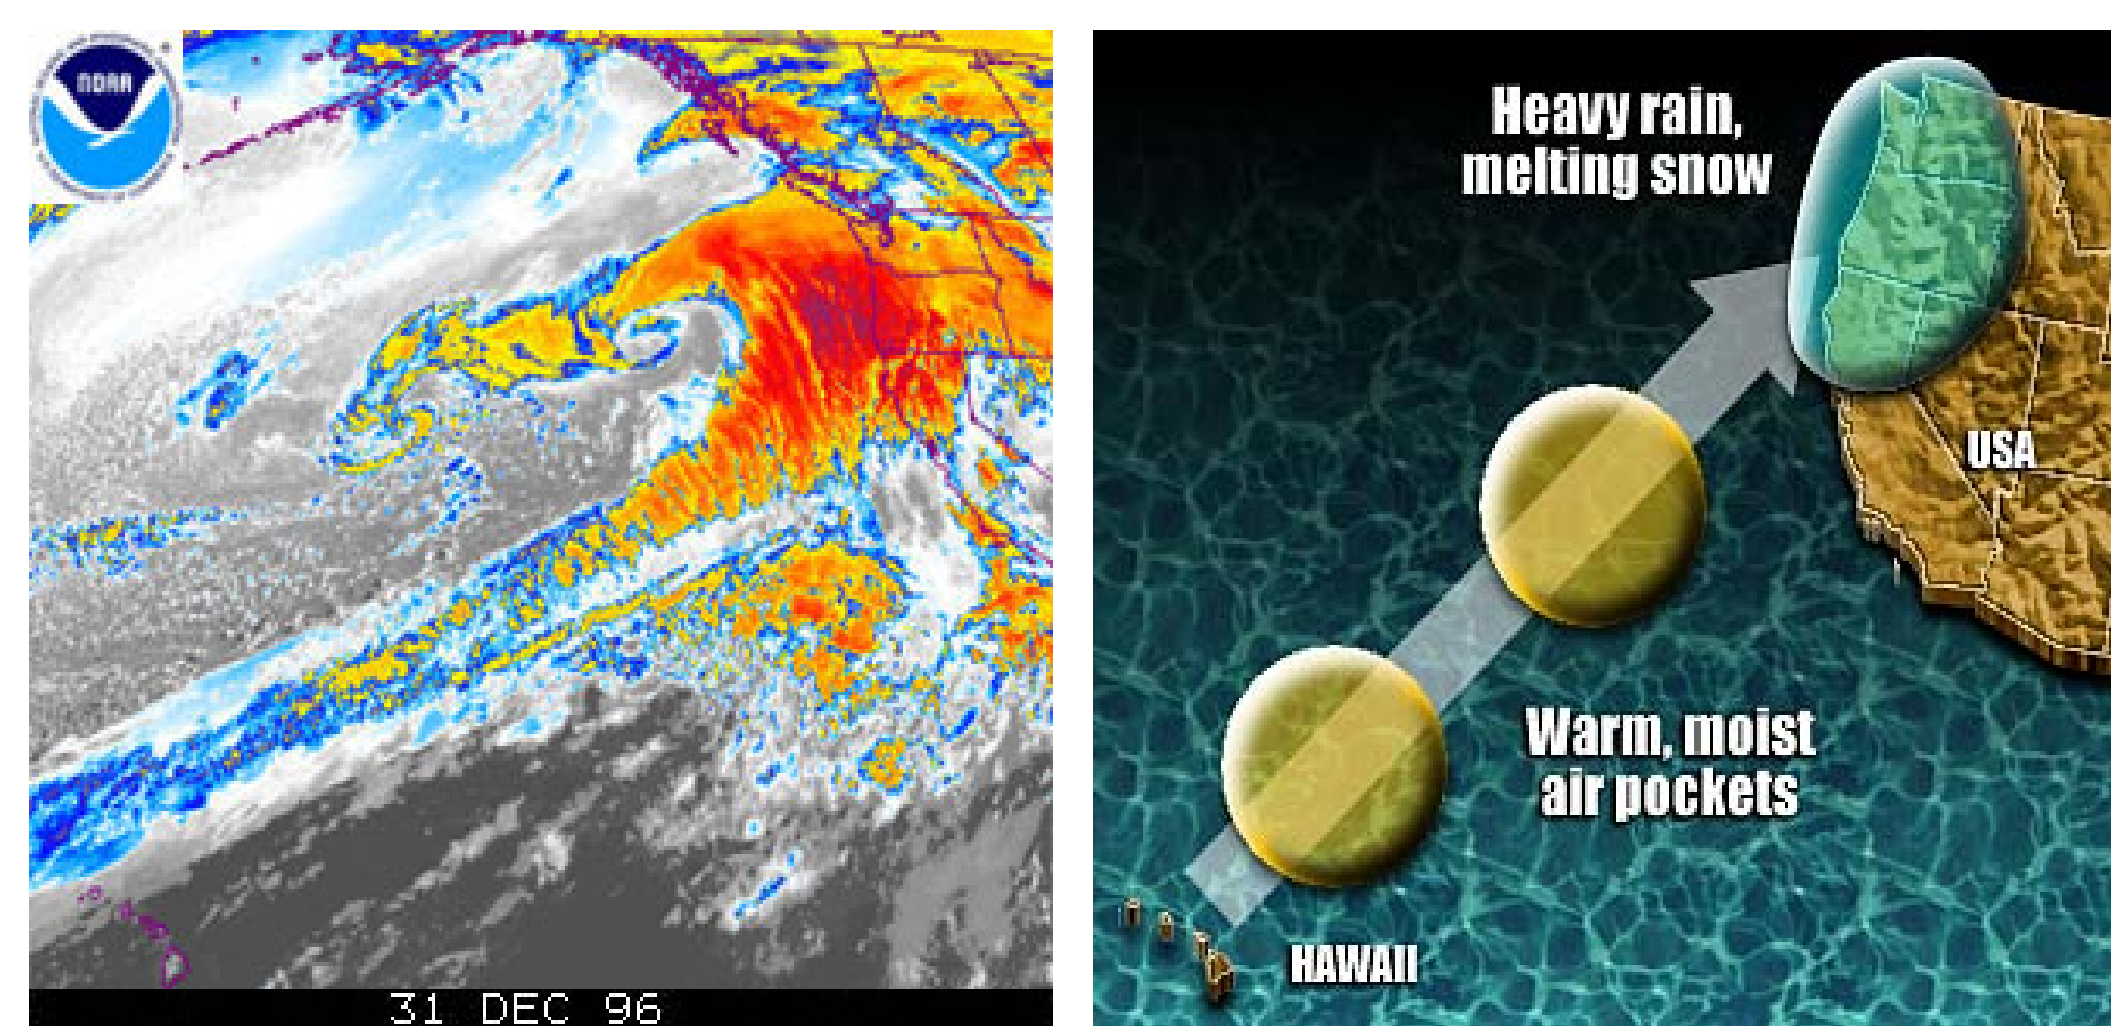 NOAA
31 DEC 96
Heavy rain,
melting snow
USA
Warm, moist
air pockets
HAWAII